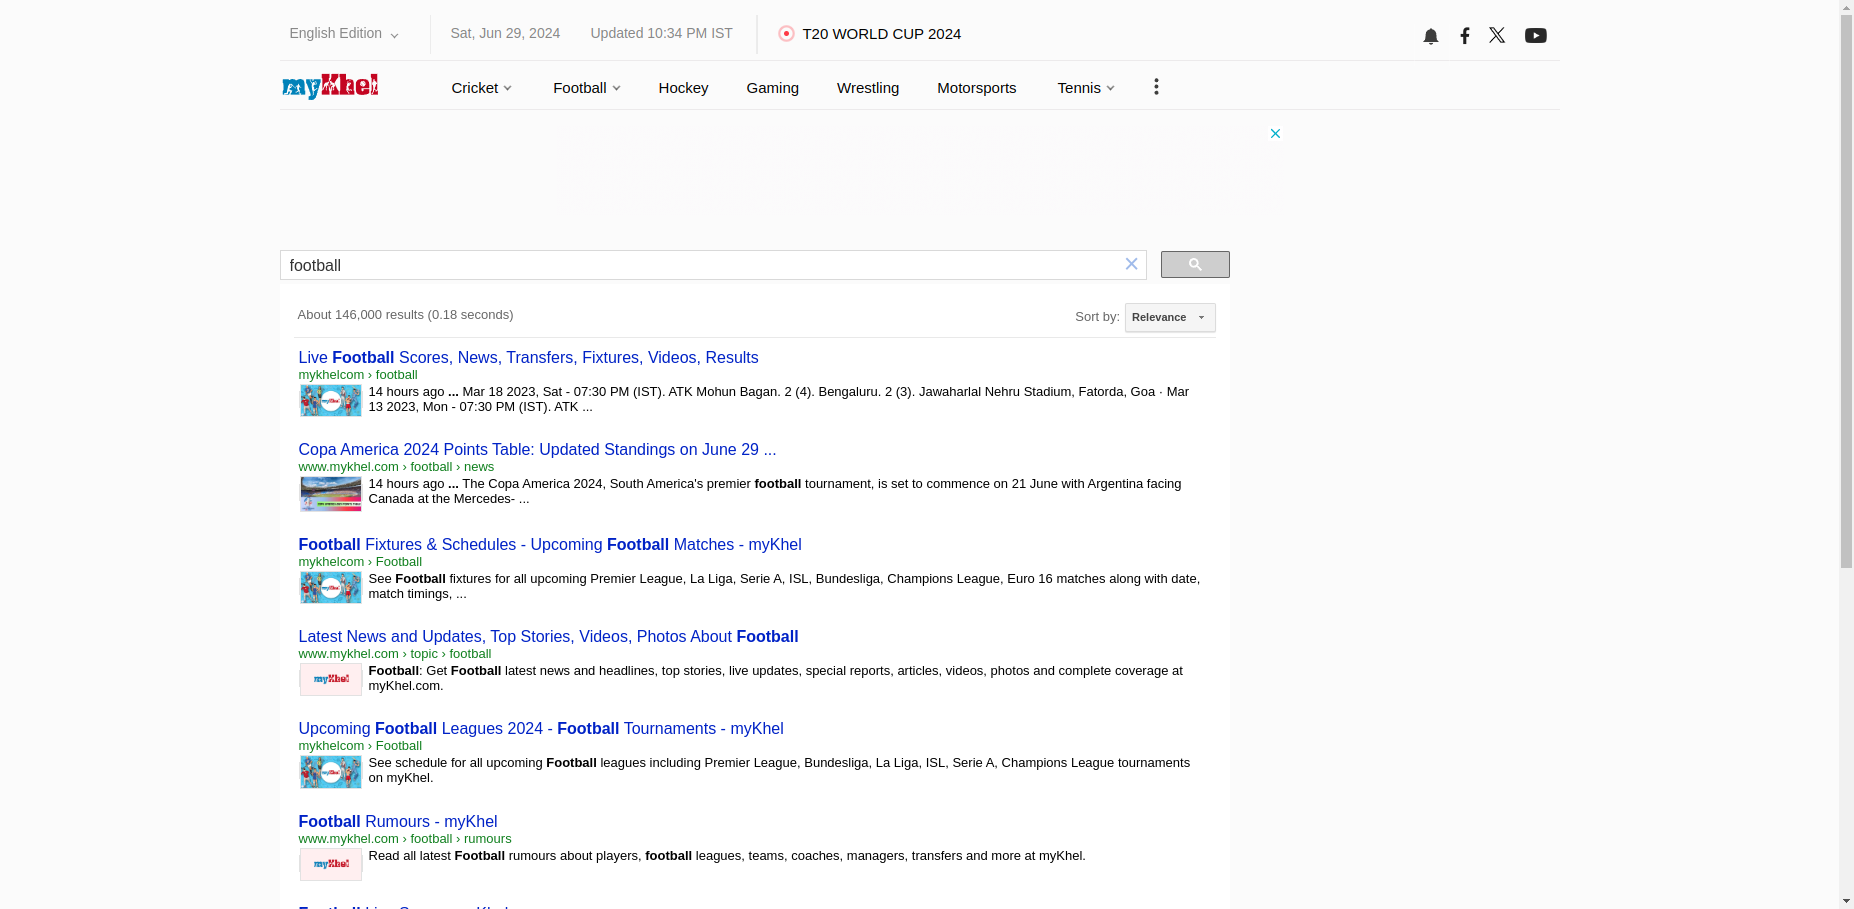 English Edition
Sat, Jun 29, 2024
Updated 10:34 PM IST
T20 WORLD CUP 2024
myKhel
Cricket
Football
Hockey
Gaming
Wrestling
Motorsports
Tennis
football
About 146,000 results (0.18 seconds)
Sort by:
Relevance
Live Football Scores, News, Transfers, Fixtures, Videos, Results
mykhelcom › football
myKhel
14 hours ago ... Mar 18 2023, Sat - 07:30 PM (IST). ATK Mohun Bagan. 2 (4). Bengaluru. 2 (3). Jawaharlal Nehru Stadium, Fatorda, Goa · Mar
13 2023, Mon - 07:30 PM (IST). ATK ...
Copa America 2024 Points Table: Updated Standings on June 29 ...
www.mykhel.com › football › news
14 hours ago ... The Copa America 2024, South America's premier football tournament, is set to commence on 21 June with Argentina facing
Canada at the Mercedes- ...
Football Fixtures & Schedules - Upcoming Football Matches - myKhel
mykhelcom › Football
myKhel
See Football fixtures for all upcoming Premier League, La Liga, Serie A, ISL, Bundesliga, Champions League, Euro 16 matches along with date,
match timings, ...
Latest News and Updates, Top Stories, Videos, Photos About Football
www.mykhel.com › topic › football
myKhel
Football: Get Football latest news and headlines, top stories, live updates, special reports, articles, videos, photos and complete coverage at
myKhel.com.
Upcoming Football Leagues 2024 - Football Tournaments - myKhel
mykhelcom › Football
myKhel
See schedule for all upcoming Football leagues including Premier League, Bundesliga, La Liga, ISL, Serie A, Champions League tournaments
on myKhel.
Football Rumours - myKhel
www.mykhel.com › football › rumours
myKhel
Read all latest Football rumours about players, football leagues, teams, coaches, managers, transfers and more at myKhel.